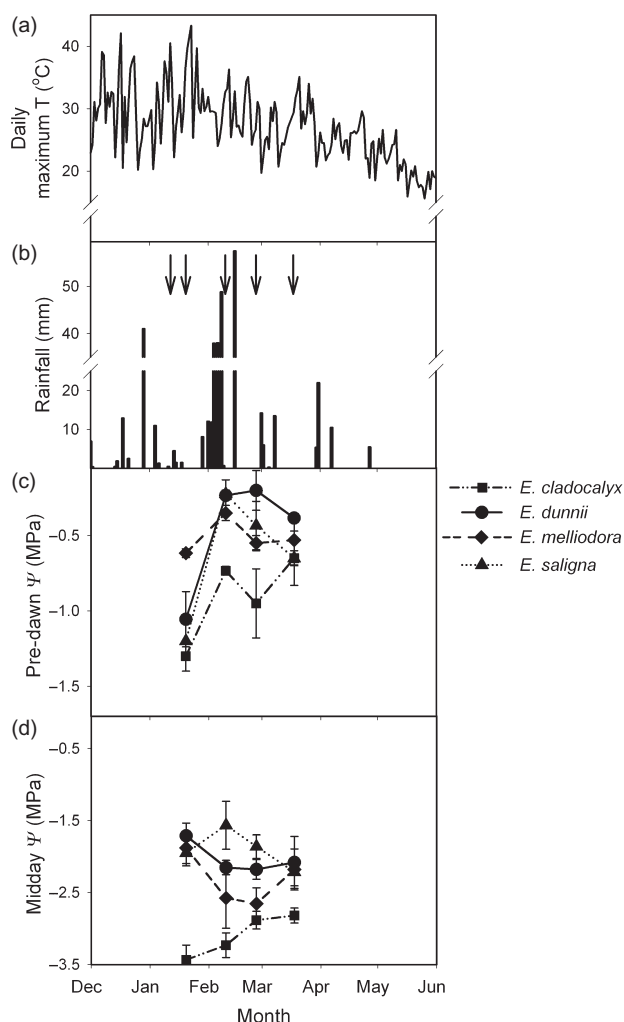 (a)
40
30
20
Daily
maximum T (°C)
(b)
50
40
20
10
Rainfall (mm)
(c)
–0.5
–1.0
–1.5
Pre-dawn Ψ (MPa)
E. cladocalyx
E. dunnii
E. melliodora
E. saligna
(d)
–0.5
–1.5
–2.5
–3.5
Midday Ψ (MPa)
Dec Jan Feb Mar Apr May Jun
Month